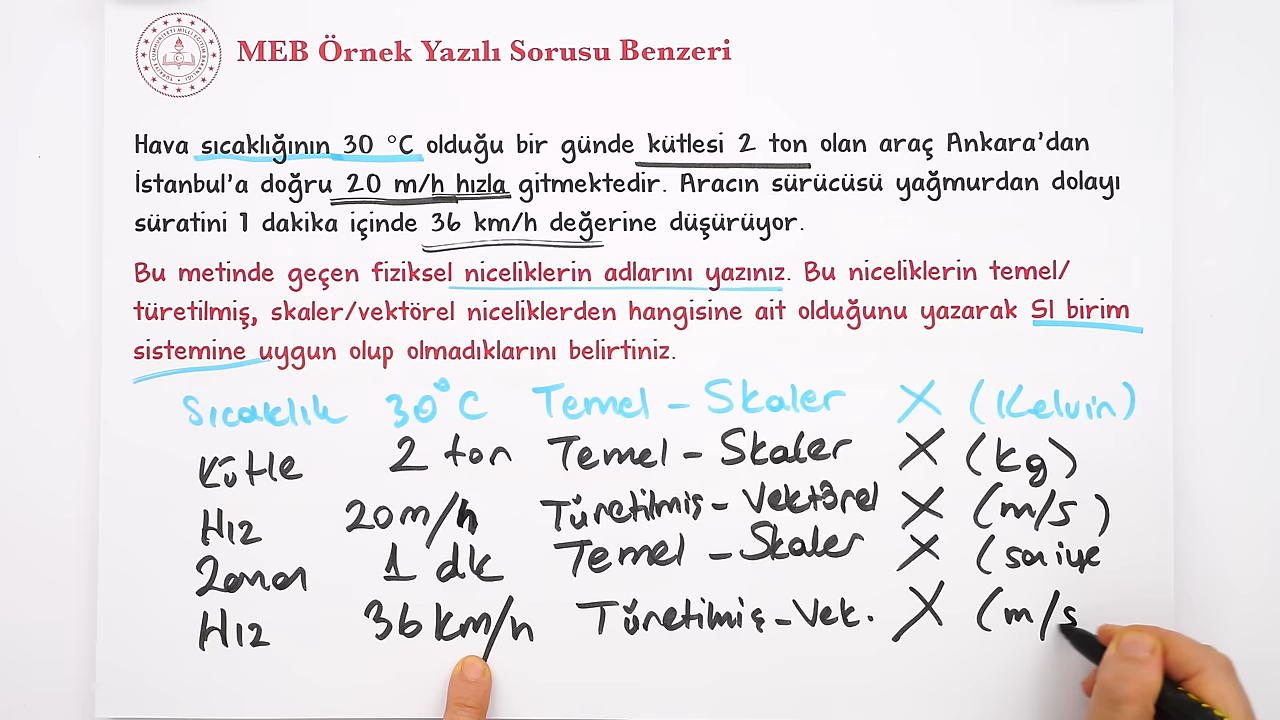 MEB Örnek Yazılı Sorusu Benzeri
Hava sıcaklığının 30 °C olduğu bir günde kütlesi 2 ton olan araç Ankara'dan
İstanbul'a doğru 20 m/h hızla gitmektedir. Aracın sürücüsü yağmurdan dolayı
süratini 1 dakika içinde 36 km/h değerine düşürüyor.
Bu metinde geçen fiziksel niceliklerin adlarını yazınız. Bu niceliklerin temel/
türetilmiş, skaler/vektörel niceliklerden hangisine ait olduğunu yazarak SI birim
sistemine uygun olup olmadıklarını belirtiniz.
Sıcaklık 30°C Temel - Skaler X (Kelvin)
Kütle 2 ton Temel - Skaler X (kg)
Hız 20m/h Türetilmiş - Vektörel X (m/s)
Zaman 1 dk Temel - Skaler X (saniye
Hız 36 km/h Türetilmiş - Vek. X (m/s